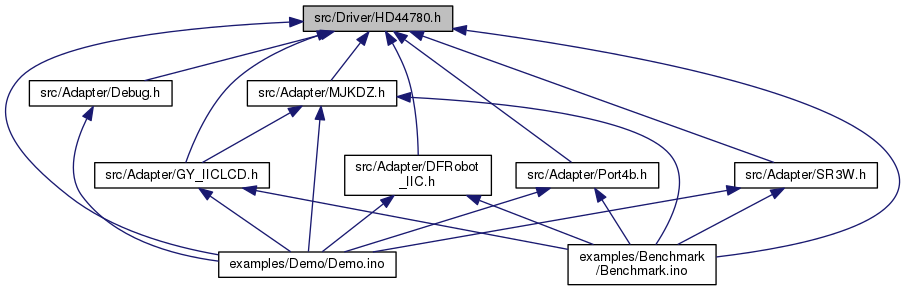 src/Driver/HD44780.h
src/Adapter/Debug.h
src/Adapter/MJKDZ.h
src/Adapter/GY_IICLCD.h
src/Adapter/DFRobot
_IIC.h
src/Adapter/Port4b.h
src/Adapter/SR3W.h
examples/Demo/Demo.ino
examples/Benchmark
/Benchmark.ino